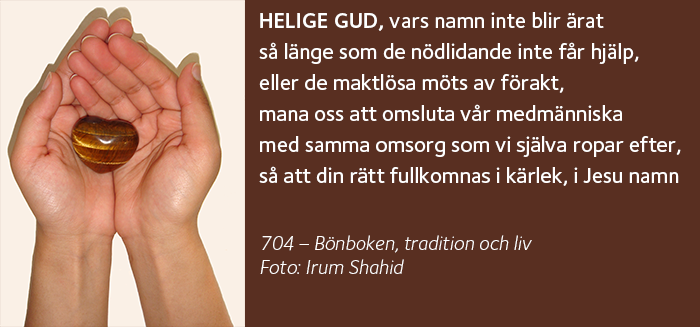 HELIGE GUD, vars namn inte blir ärat
så länge som de nödlidande inte får hjälp,
eller de maktlösa möts av förakt,
mana oss att omsluta vår medmänniska
med samma omsorg som vi själva ropar efter,
så att din rätt fullkomnas i kärlek, i Jesu namn
704 – Bönboken, tradition och liv
Foto: Irum Shahid